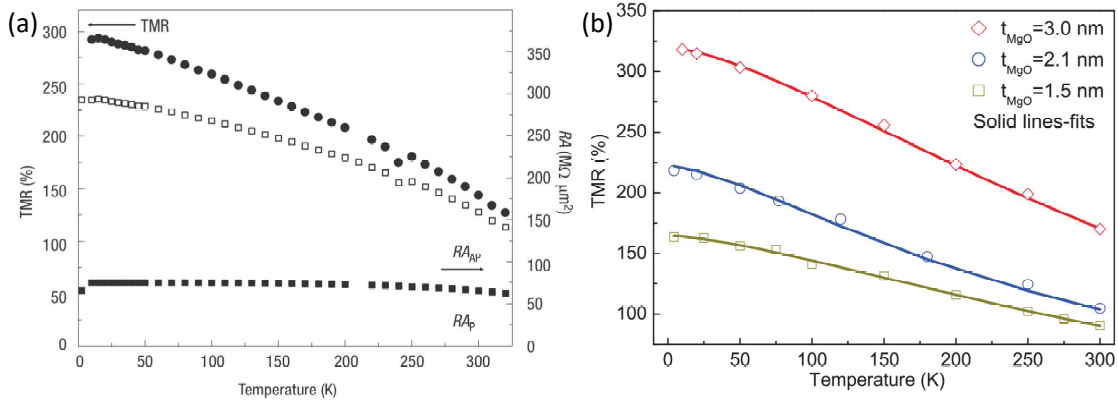 (a)
TMR
300
250
200
150
100
50
0
TMR (%)
350
300
250
200
150
100
50
0
RA (MΩ μm²)
RA_AP
RA_P
0 50 100 150 200 250 300
Temperature (K)
(b)
350
300
250
200
150
100
TMR (%)
t_MgO=3.0 nm
t_MgO=2.1 nm
t_MgO=1.5 nm
Solid lines-fits
0 50 100 150 200 250 300
Temperature (K)